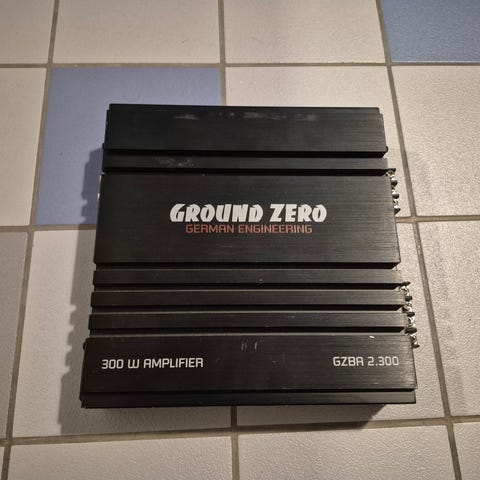 GROUND ZERO
GERMAN ENGINEERING
300 W AMPLIFIER
GZBA 2.300